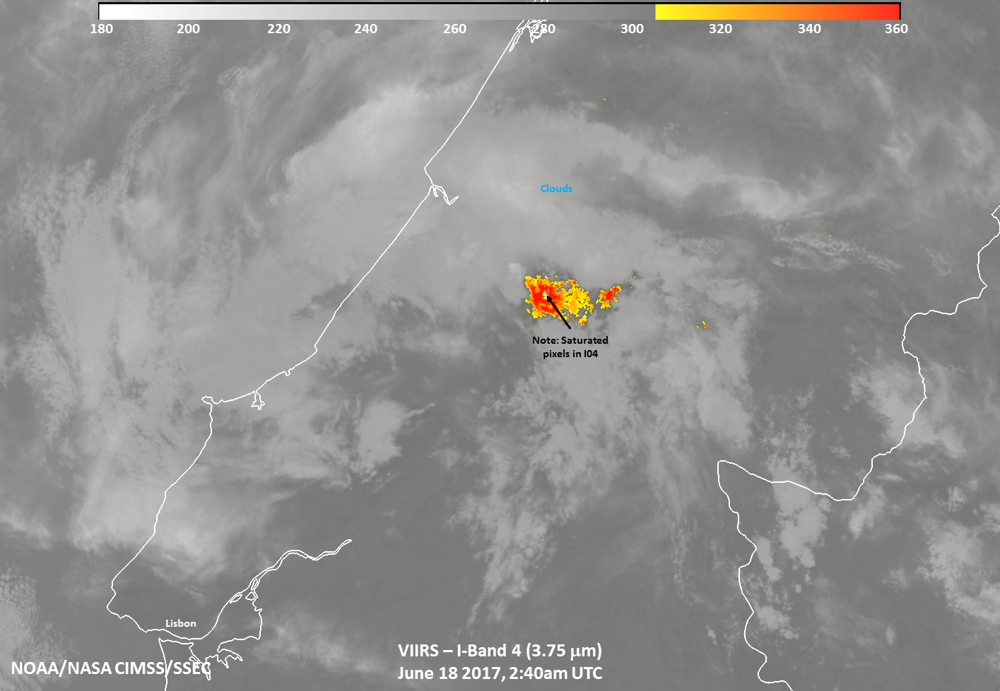 180 200 220 240 260 280 300 320 340 360
Clouds
Note: Saturated
pixels in I04
Lisbon
VIIRS – I-Band 4 (3.75 μm)
June 18 2017, 2:40am UTC
NOAA/NASA CIMSS/SSEC